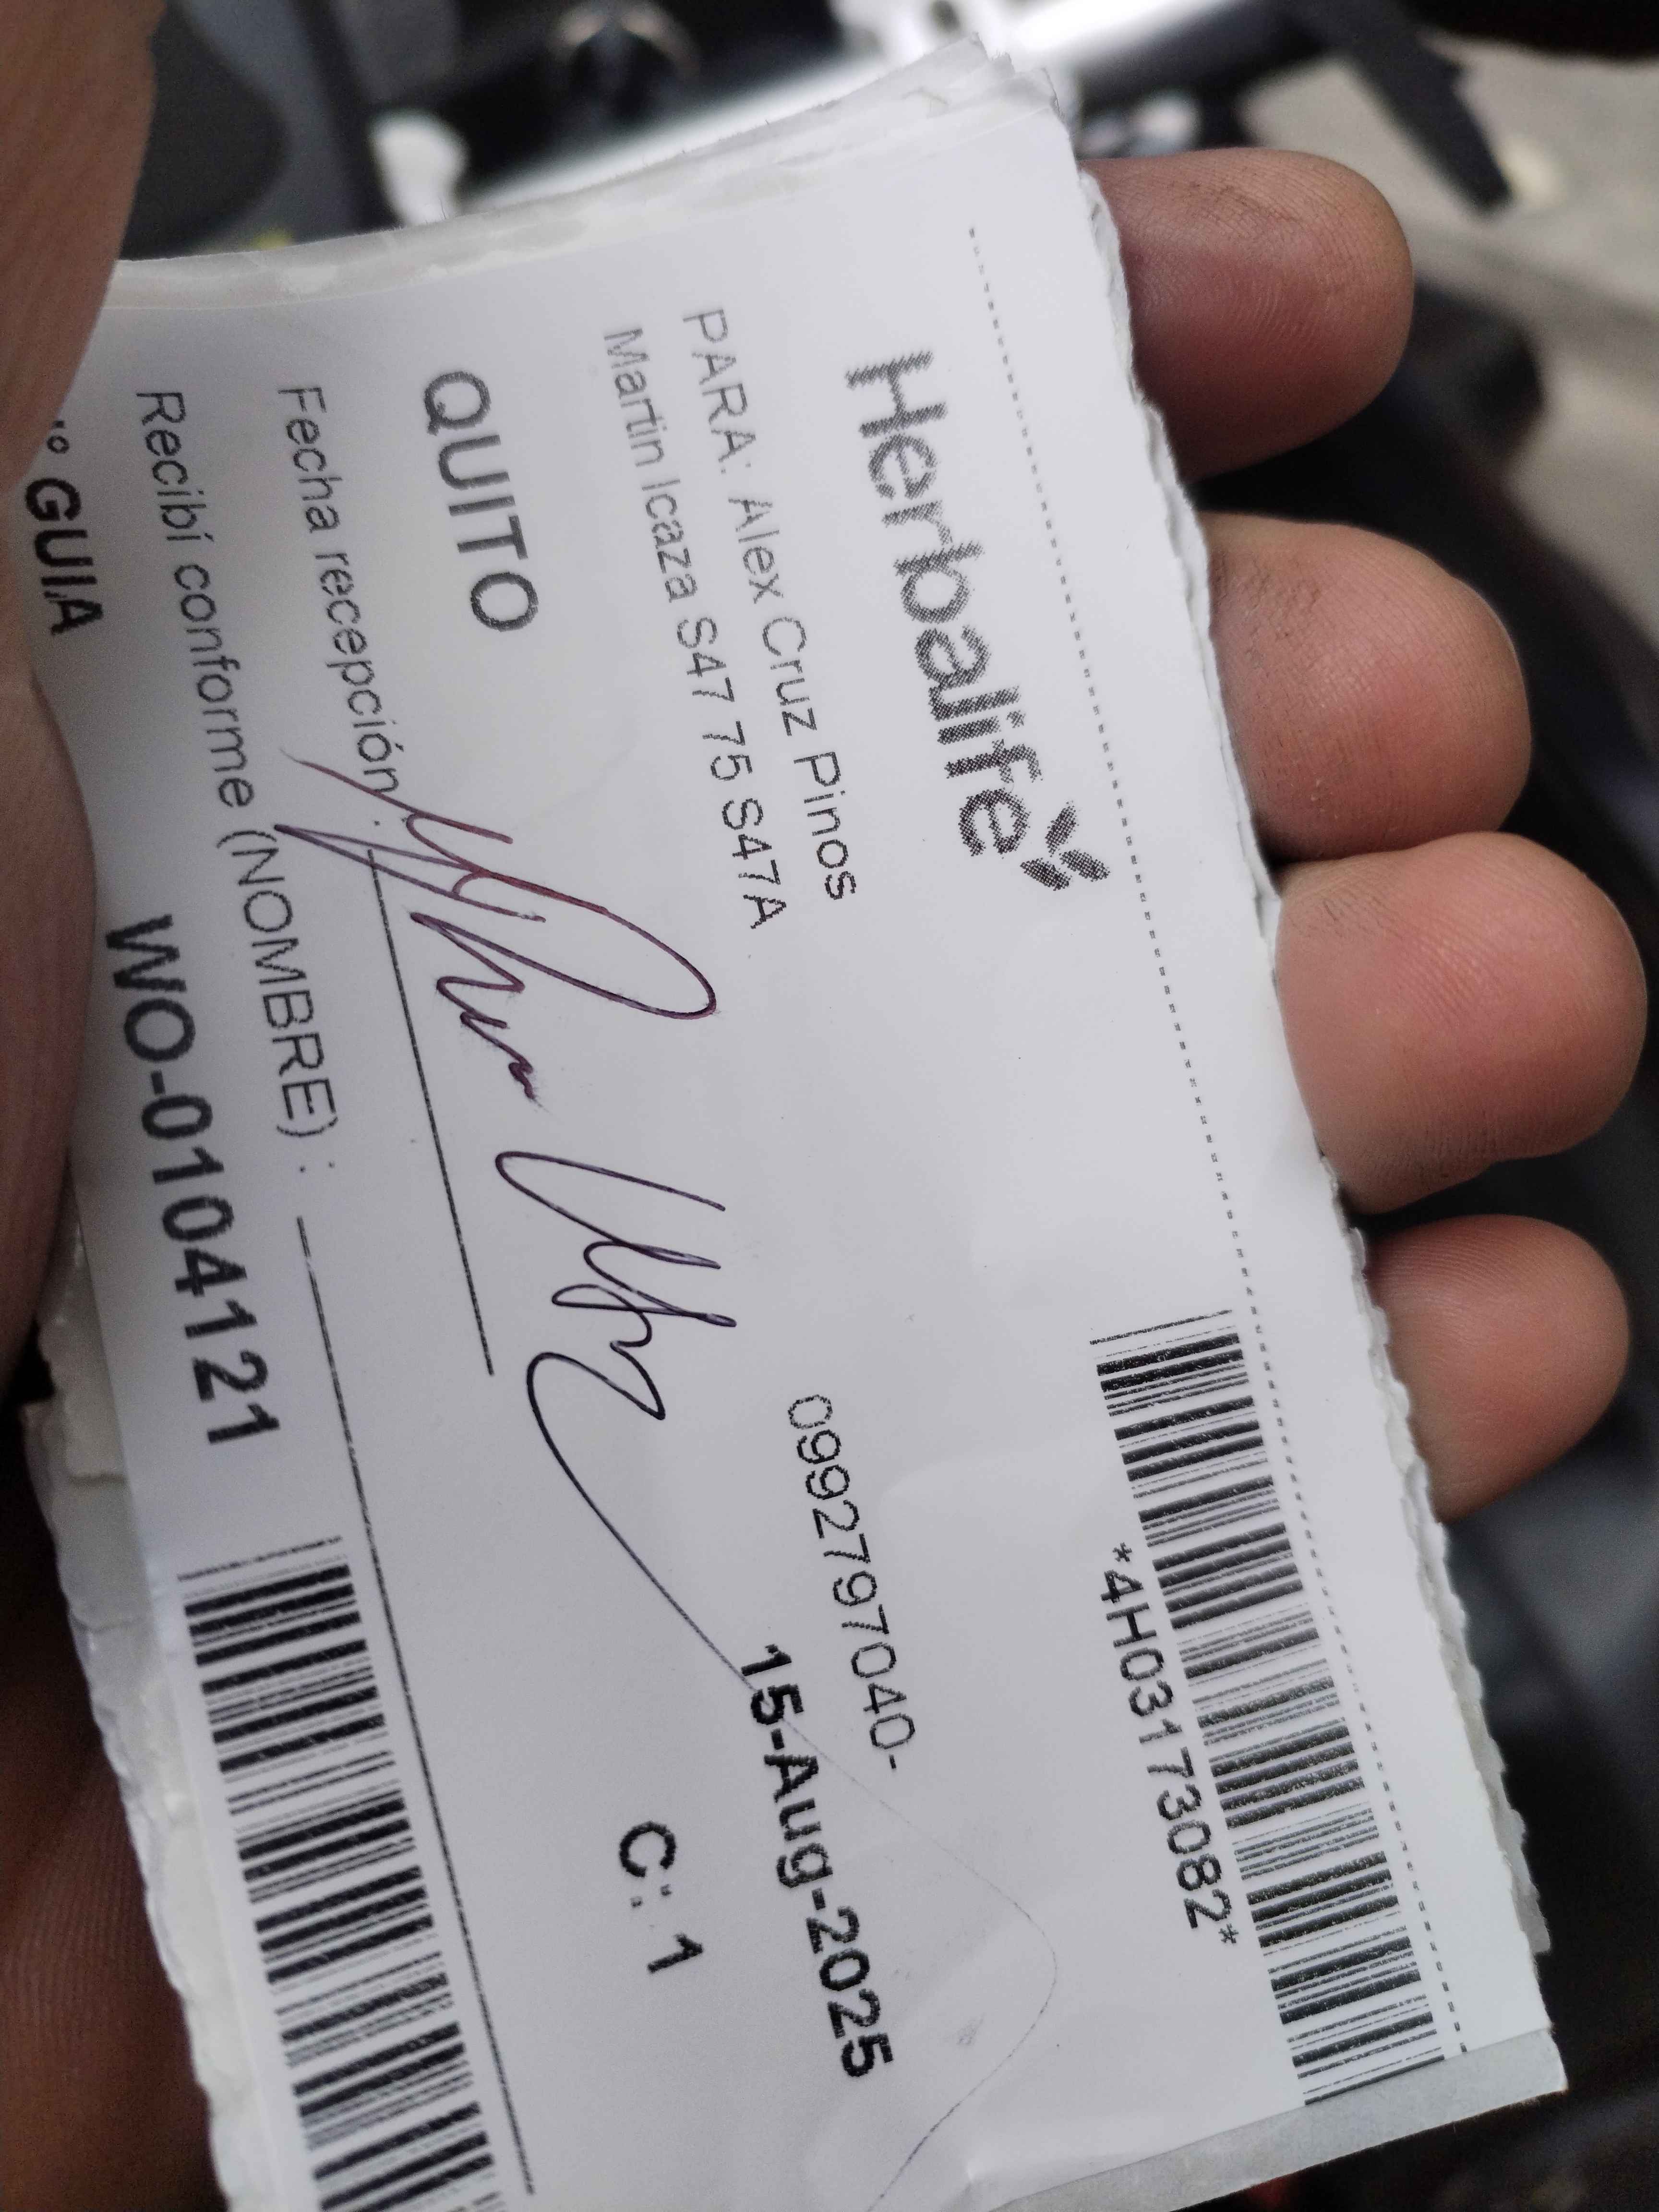 Herbalife
*4H03173082*
PARA: Alex Cruz Pinos
0992797040-
Martin Icaza S47 75 S47A
15-Aug-2025
QUITO
C: 1
Fecha recepción:
Recibí conforme (NOMBRE) :
GUIA
WO-0104121